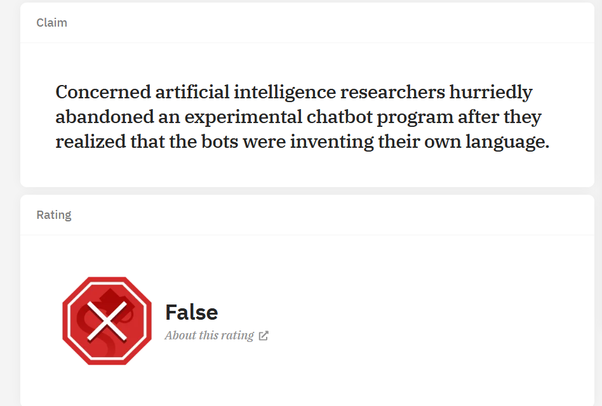 Claim
Concerned artificial intelligence researchers hurriedly
abandoned an experimental chatbot program after they
realized that the bots were inventing their own language.
Rating
False
About this rating